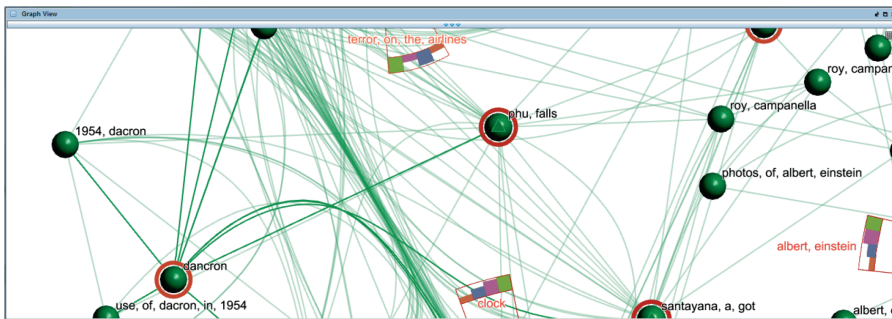 Graph View
terror, on, the, airlines
roy, campar
phu, falls
roy, campanella
1954, dacron
photos, of, albert, einstein
albert, einstein
dancron
use, of, dacron, in, 1954
clock
santayana, a, got
albert,